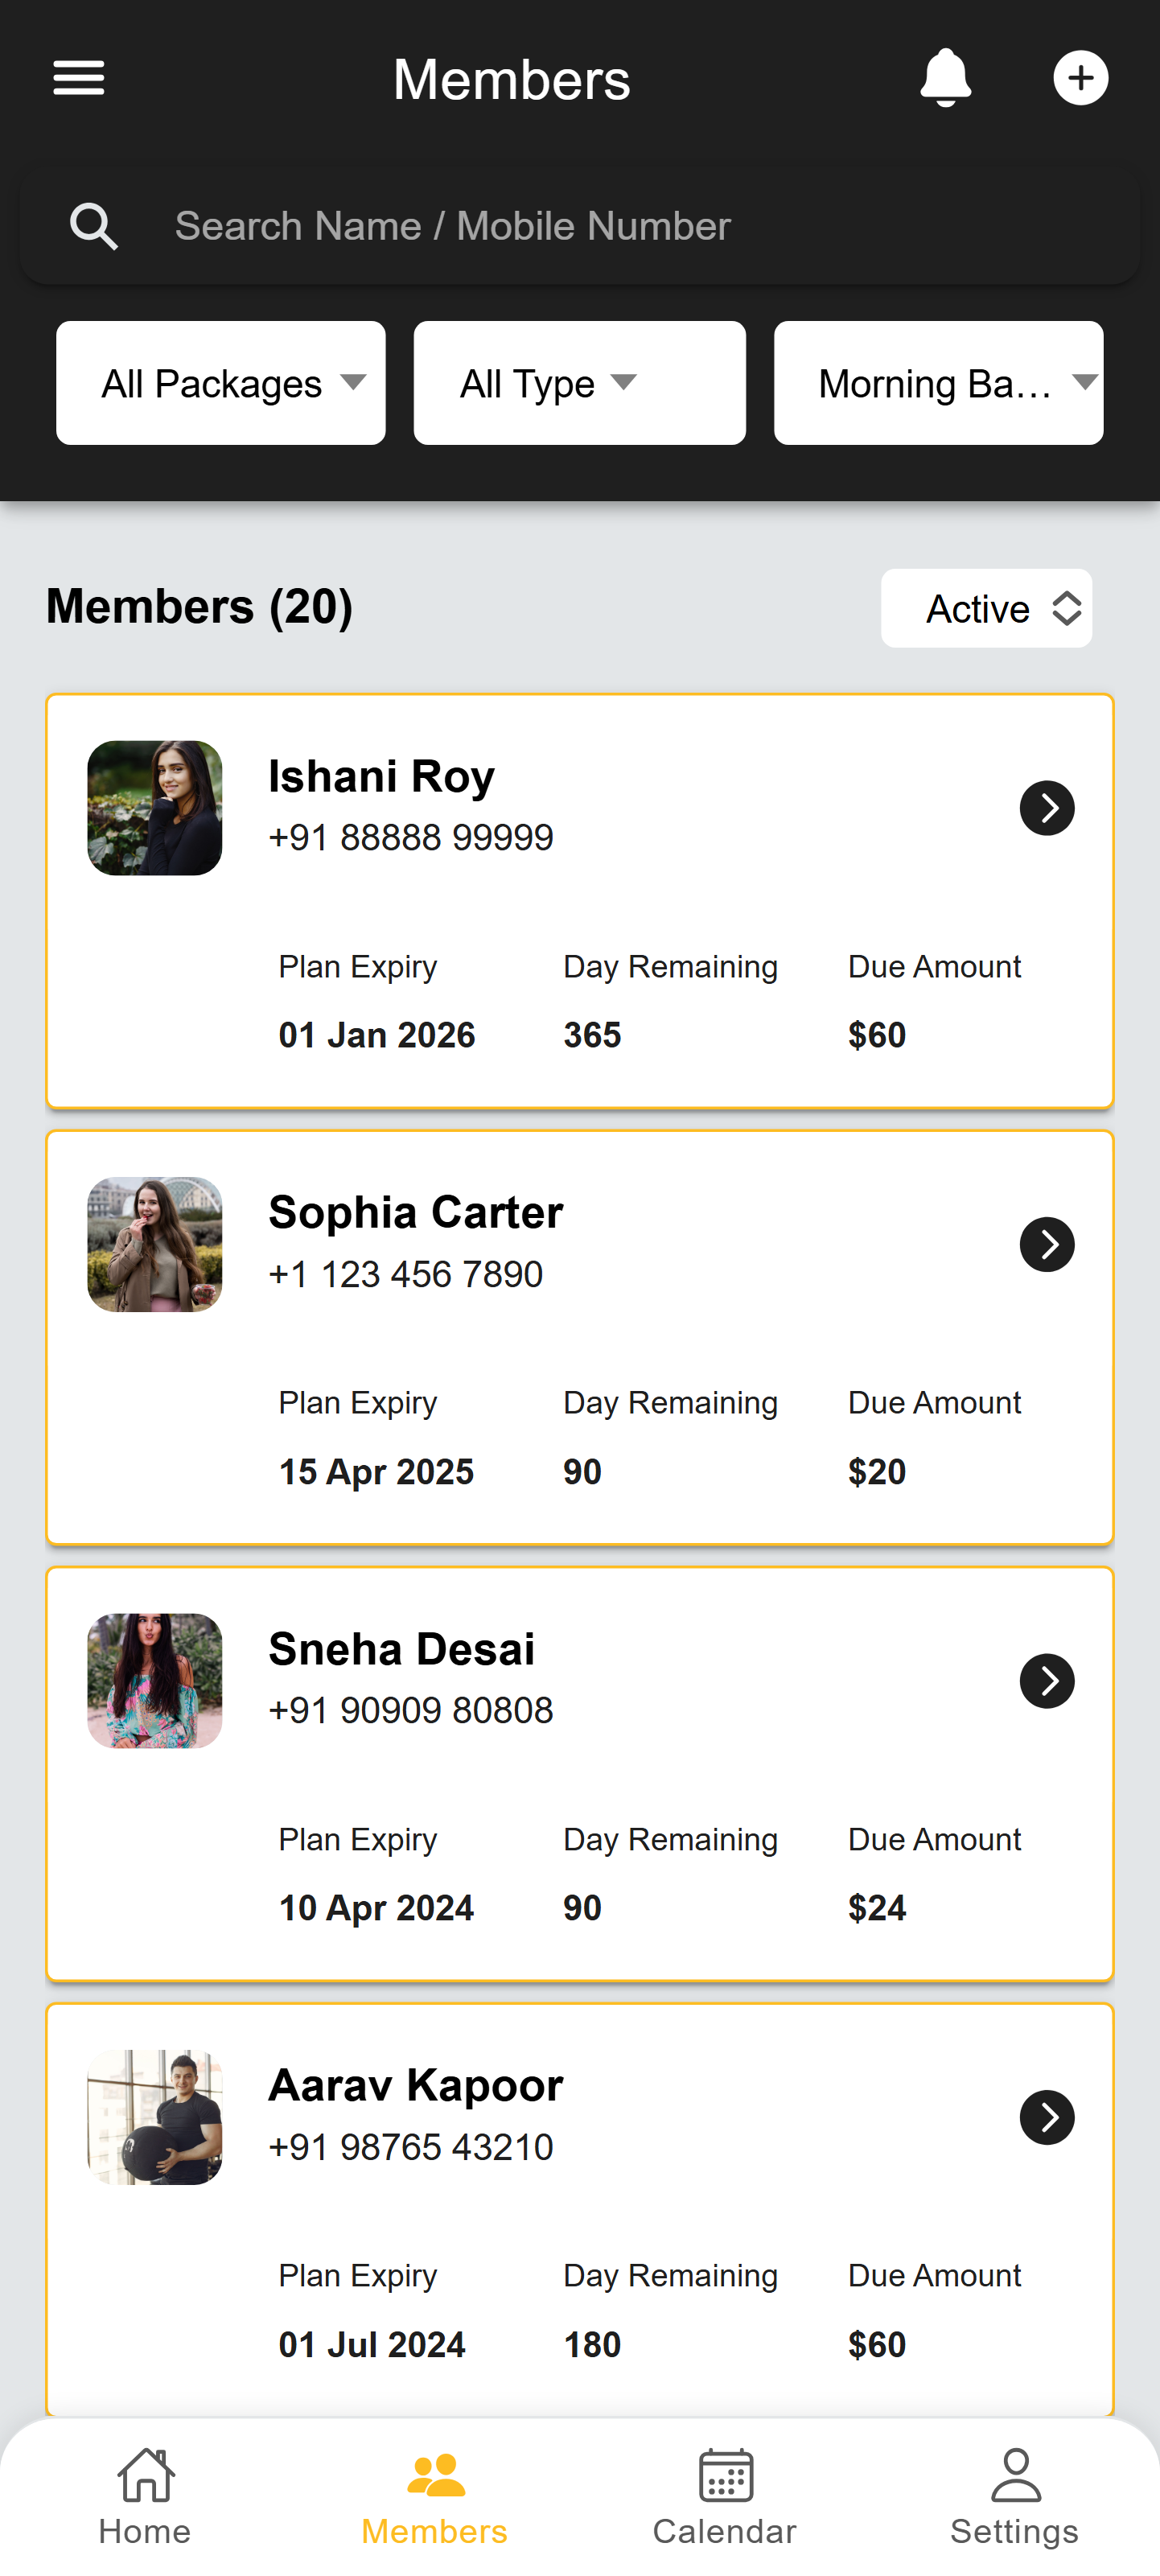 Members
Search Name / Mobile Number
All Packages
All Type
Morning Ba...
Members (20)
Active
Ishani Roy
+91 88888 99999
Plan Expiry Day Remaining Due Amount
01 Jan 2026 365 $60
Sophia Carter
+1 123 456 7890
Plan Expiry Day Remaining Due Amount
15 Apr 2025 90 $20
Sneha Desai
+91 90909 80808
Plan Expiry Day Remaining Due Amount
10 Apr 2024 90 $24
Aarav Kapoor
+91 98765 43210
Plan Expiry Day Remaining Due Amount
01 Jul 2024 180 $60
Home Members Calendar Settings